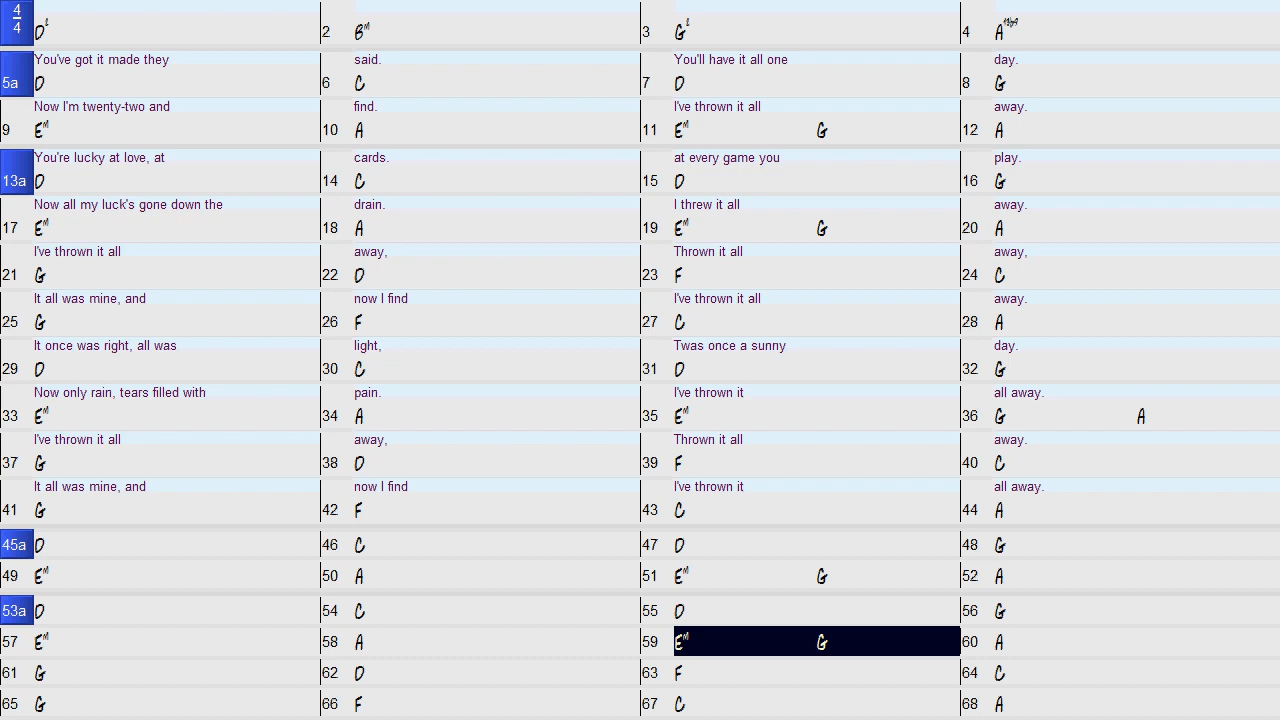 4 4 D2 2 Bm 3 G2 4 A13b9
You've got it made they said. You'll have it all one day.
5a D 6 C 7 D 8 G
Now I'm twenty-two and find. I've thrown it all away.
9 Em 10 A 11 Em G 12 A
You're lucky at love, at cards. at every game you play.
13a D 14 C 15 D 16 G
Now all my luck's gone down the drain. I threw it all away.
17 Em 18 A 19 Em G 20 A
I've thrown it all away, Thrown it all away,
21 G 22 D 23 F 24 C
It all was mine, and now I find I've thrown it all away.
25 G 26 F 27 C 28 A
It once was right, all was light, Twas once a sunny day.
29 D 30 C 31 D 32 G
Now only rain, tears filled with pain. I've thrown it all away.
33 Em 34 A 35 Em 36 G A
I've thrown it all away, Thrown it all away.
37 G 38 D 39 F 40 C
It all was mine, and now I find I've thrown it all away.
41 G 42 F 43 C 44 A
45a D 46 C 47 D 48 G
49 Em 50 A 51 Em G 52 A
53a D 54 C 55 D 56 G
57 Em 58 A 59 Em G 60 A
61 G 62 D 63 F 64 C
65 G 66 F 67 C 68 A